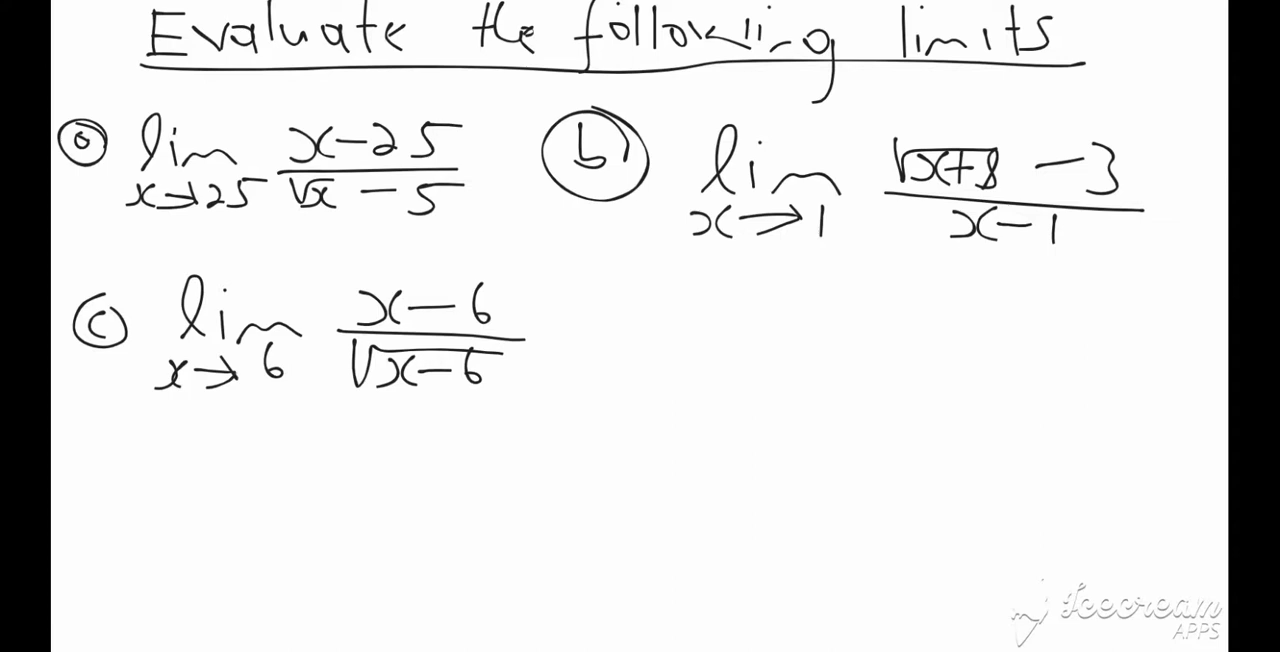 Evaluate the following limits
(a) lim x→25 (x-25)/(√x - 5) (b) lim x→1 (√(x+8) - 3)/(x-1)
(c) lim x→6 (x-6)/√(x-6)
Icecream
APPS